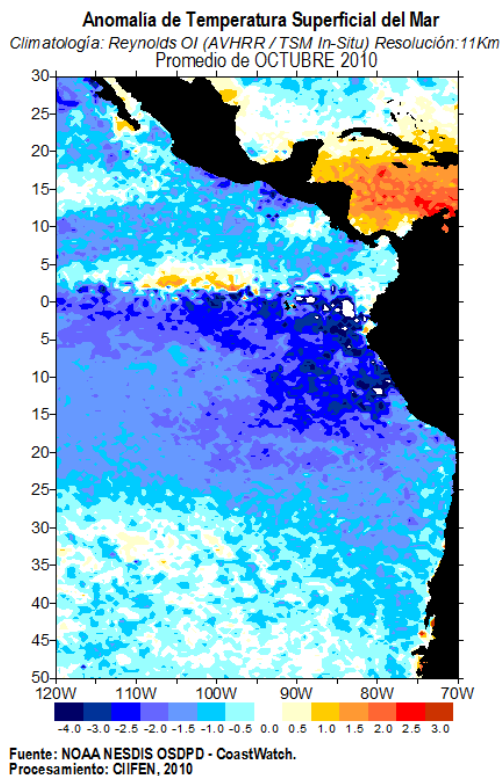 Anomalía de Temperatura Superficial del Mar
Climatología: Reynolds OI (AVHRR / TSM In-Situ) Resolución:11Km
Promedio de OCTUBRE 2010
30
25
20
15
10
5
0
5
10
15
20
25
30
35
40
45
50
120W 110W 100W 90W 80W 70W
-4.0 -3.0 -2.5 -2.0 -1.5 -1.0 -0.5 0.0 0.5 1.0 1.5 2.0 2.5 3.0
Fuente: NOAA NESDIS OSDPD - CoastWatch.
Procesamiento: CIIFEN, 2010